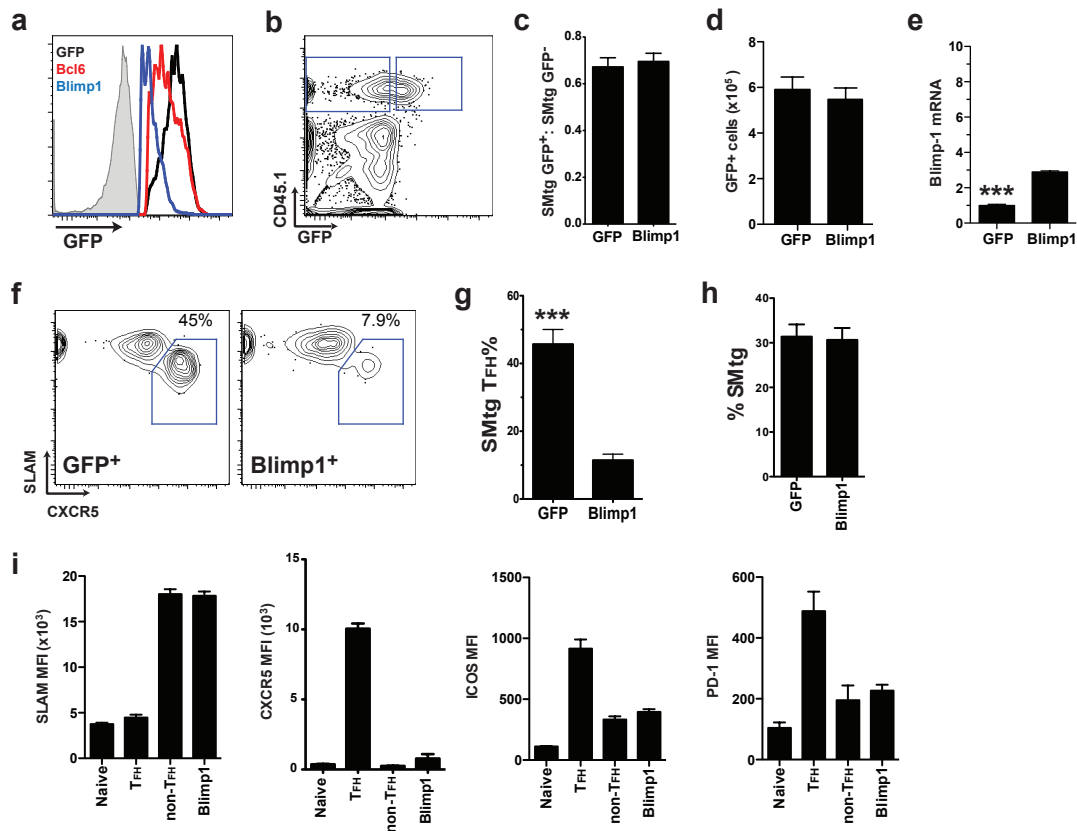 a
GFP
Bcl6
Blimp1
GFP
b
CD45.1
GFP
c
SMtg GFP+: SMtg GFP-
0.8
0.6
0.4
0.2
0.0
GFP Blimp1
d
GFP+ cells (x10⁵)
8
6
4
2
0
GFP Blimp1
e
Blimp-1 mRNA
10
9
8
7
6
5
4
3
2
1
0
***
GFP Blimp1
f
45%
GFP+
7.9%
Blimp1+
SLAM
CXCR5
g
SMtg TFH%
60
40
20
0
***
GFP Blimp1
h
% SMtg
40
30
20
10
0
GFP
Blimp1
i
SLAM MFI (x10³)
20
15
10
5
0
Naive
TFH
non-TFH
Blimp1
CXCR5 MFI (10³)
15
10
5
0
Naive
TFH
non-TFH
Blimp1
ICOS MFI
1500
1000
500
0
Naive
TFH
non-TFH
Blimp1
PD-1 MFI
600
400
200
0
Naive
TFH
non-TFH
Blimp1